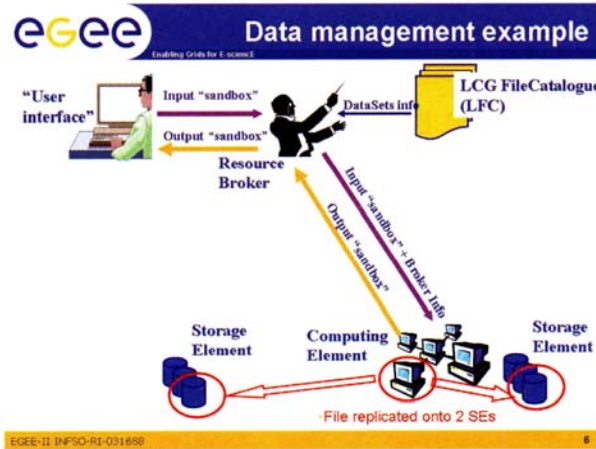 egee
Enabling Grids for E-sciencE
Data management example
"User
interface"
Input "sandbox"
Output "sandbox"
DataSets info
LCG FileCatalogue
(LFC)
Resource
Broker
Input "sandbox" + Broker Info
Output "sandbox"
Storage
Element
Computing
Element
Storage
Element
File replicated onto 2 SEs
EGEE-II INFSO-RI-031668
6